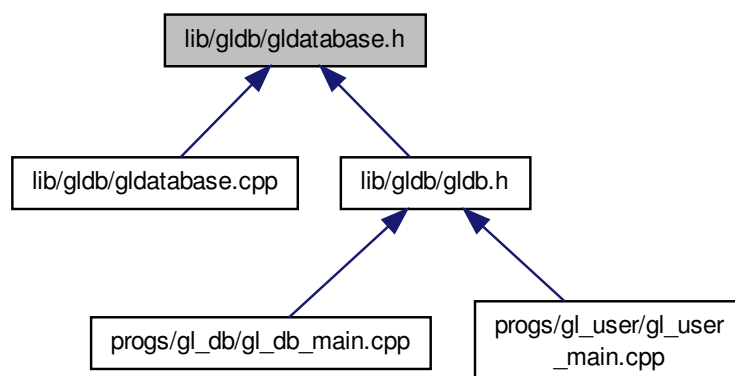 lib/gldb/gldatabase.h
lib/gldb/gldatabase.cpp
lib/gldb/gldb.h
progs/gl_db/gl_db_main.cpp
progs/gl_user/gl_user
_main.cpp